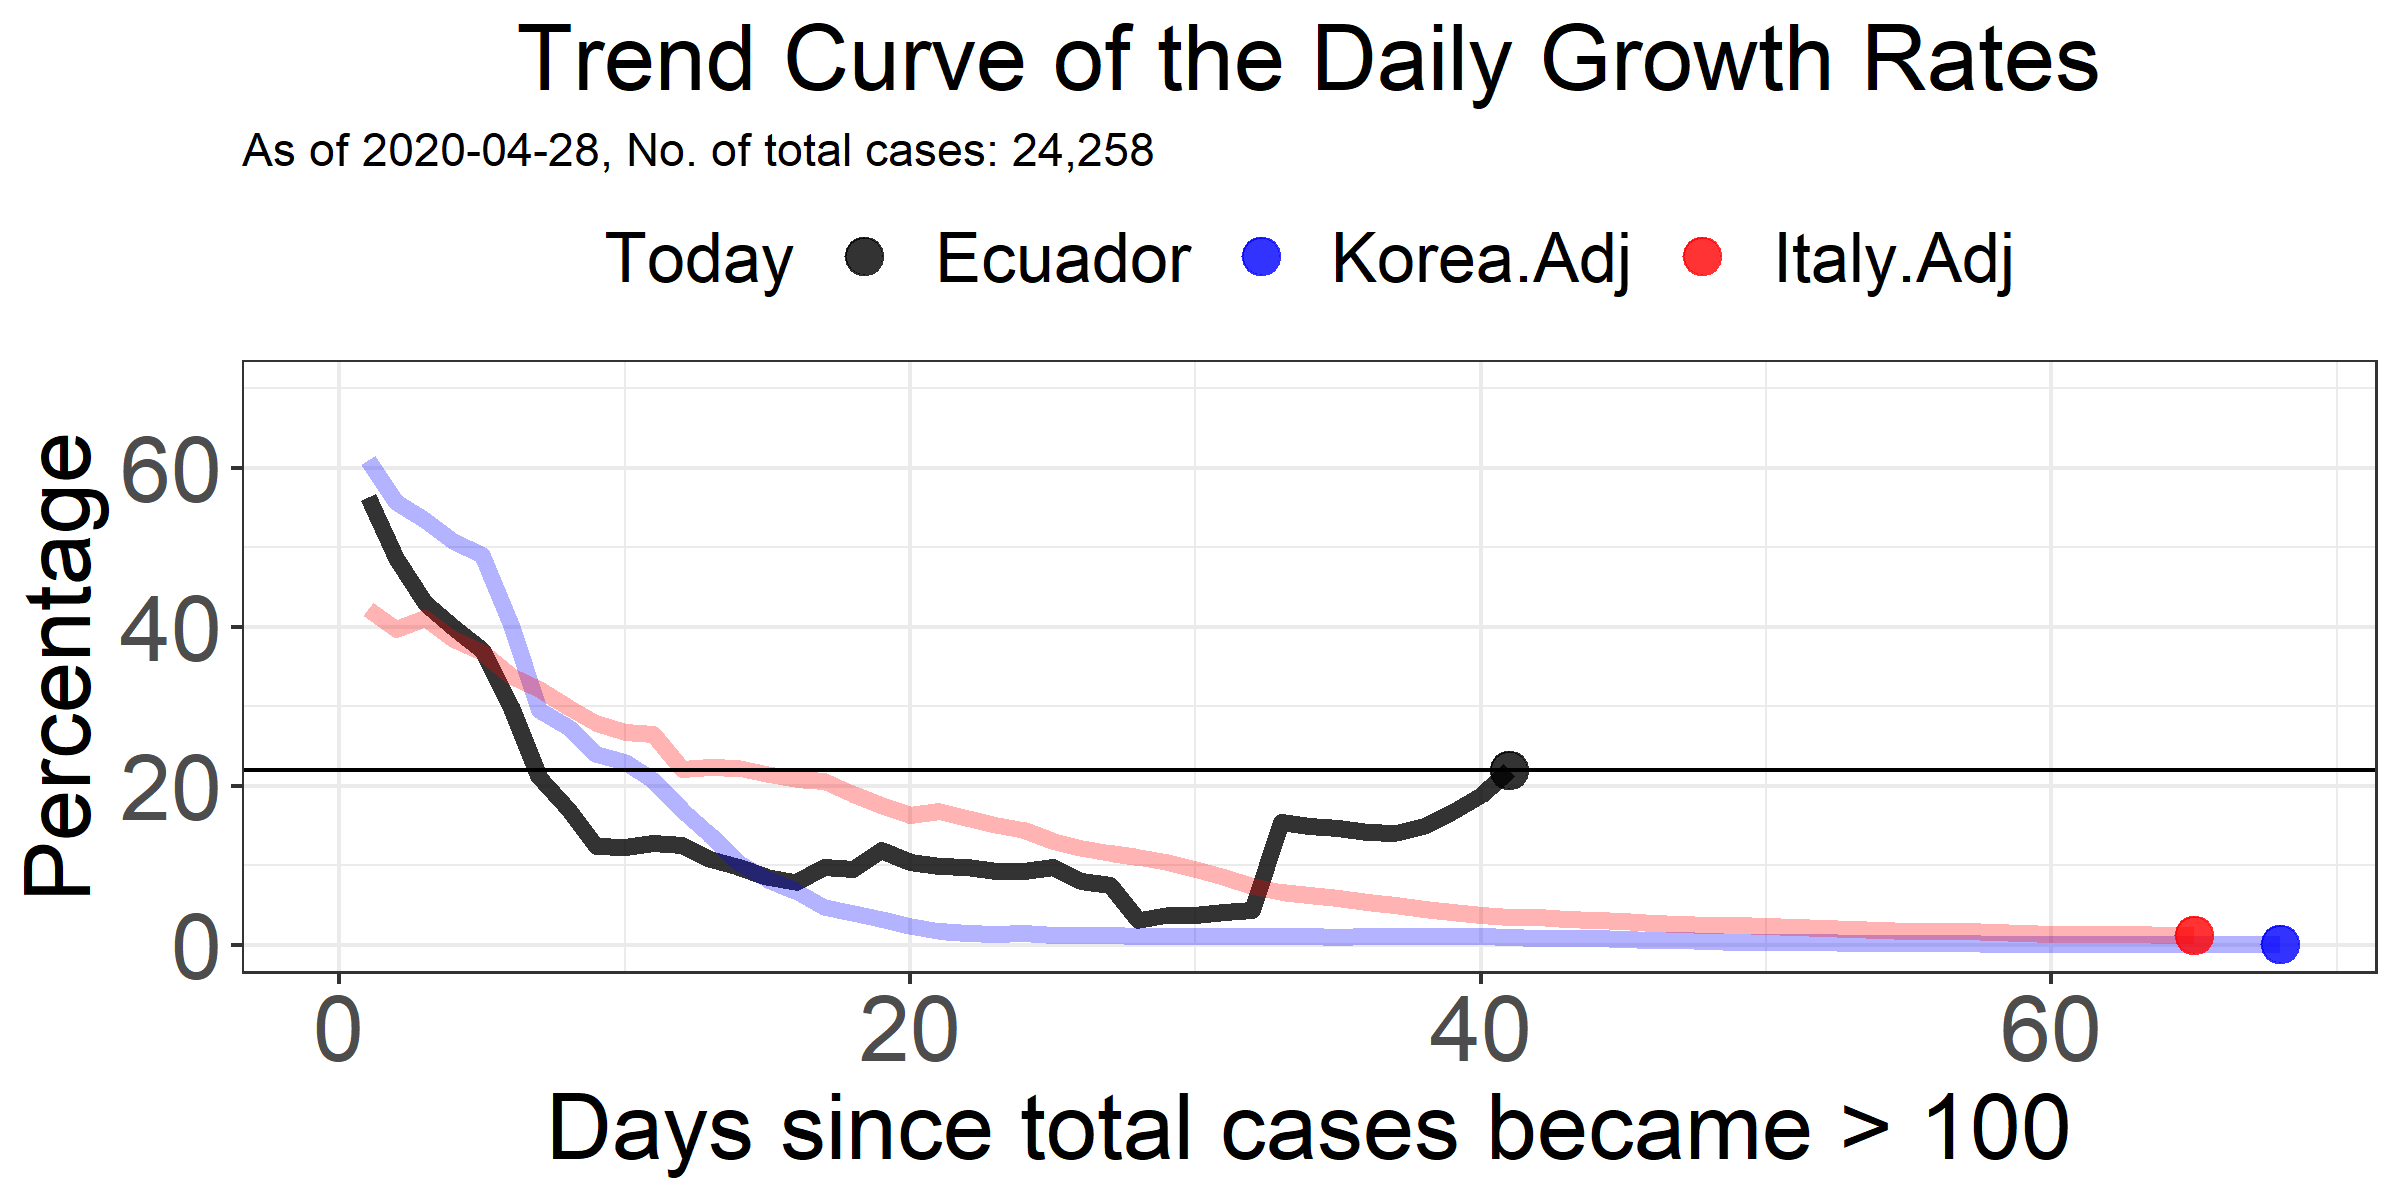 Trend Curve of the Daily Growth Rates
As of 2020-04-28, No. of total cases: 24,258
Today Ecuador Korea.Adj Italy.Adj
Percentage
60
40
20
0
0 20 40 60
Days since total cases became > 100